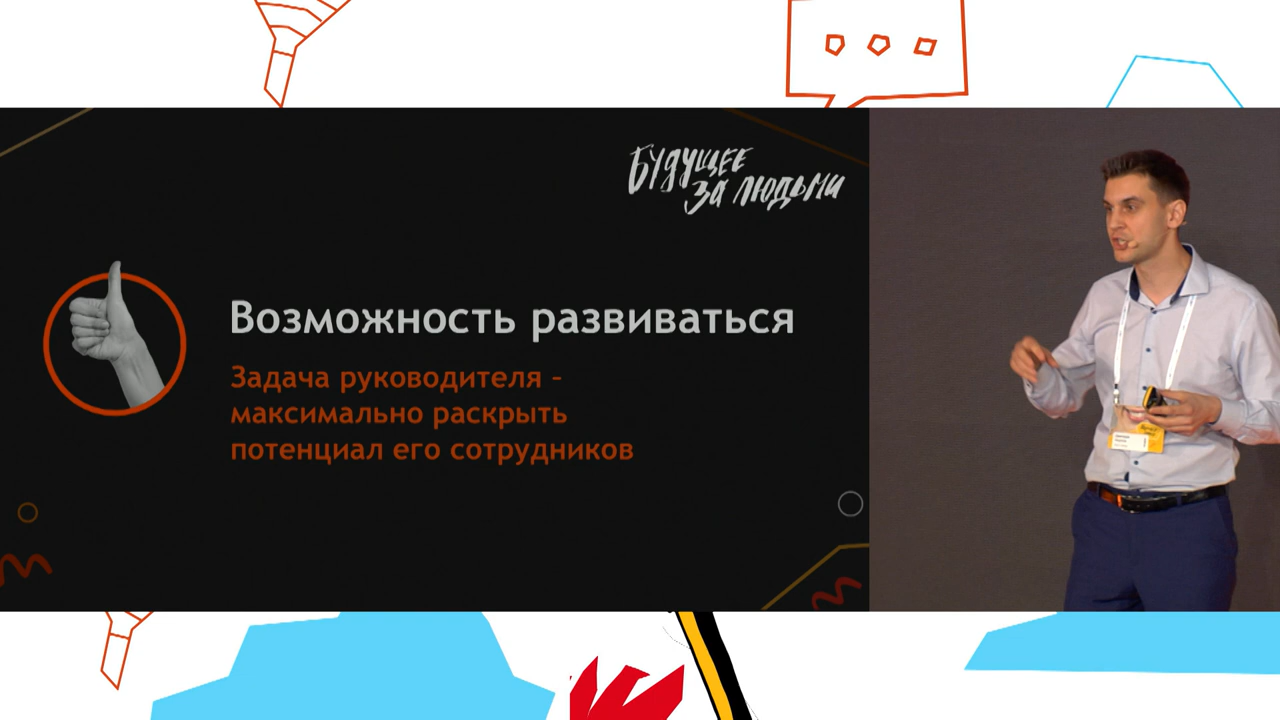 Будущее
за людьми
Возможность развиваться
Задача руководителя –
максимально раскрыть
потенциал его сотрудников